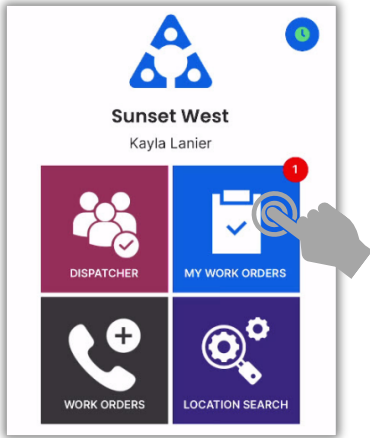 Sunset West
Kayla Lanier
1
DISPATCHER
MY WORK ORDERS
WORK ORDERS
LOCATION SEARCH